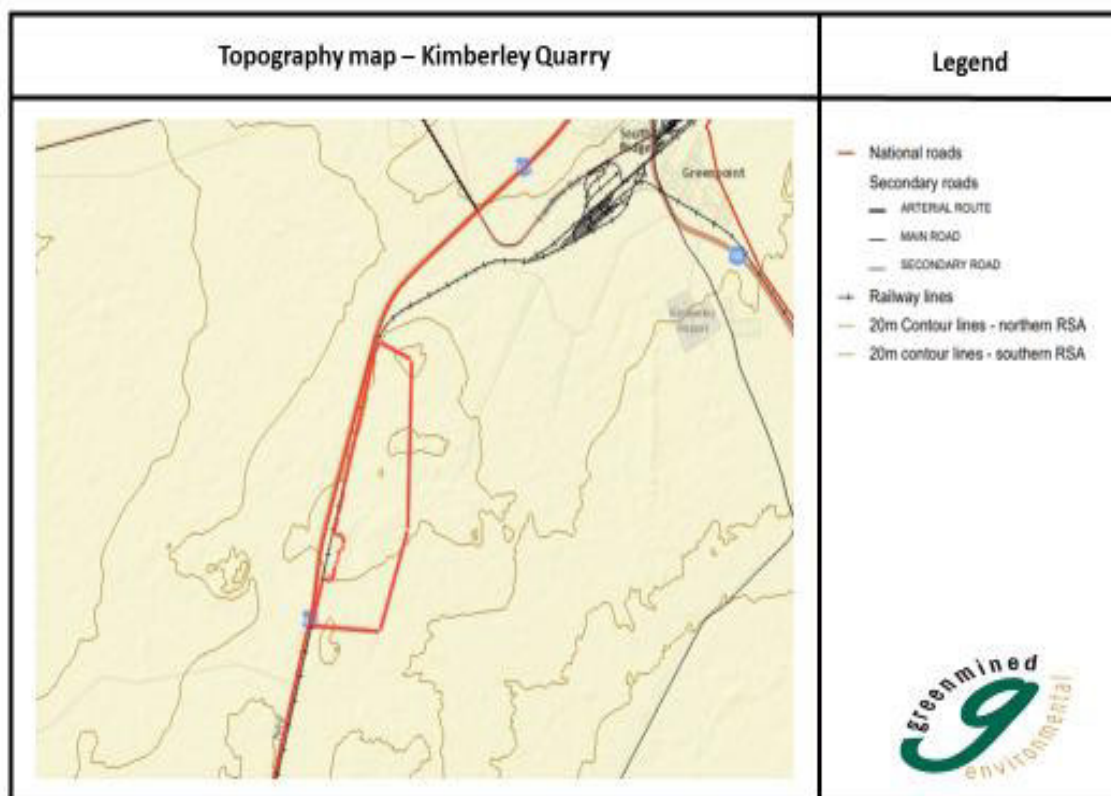 Topography map – Kimberley Quarry
Legend
Greenpoint
National roads
Secondary roads
ARTERIAL ROUTE
MAIN ROAD
SECONDARY ROAD
Railway lines
20m Contour lines - northern RSA
20m contour lines - southern RSA
greenmined
environmental